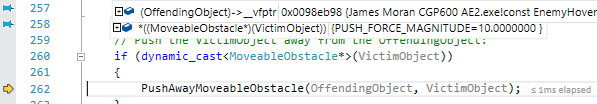 257
(OffendingObject)->__vfptr 0x0098eb98 {James Moran CGP600 AE2.exe!const EnemyHover
258
*((MoveableObstacle*)(VictimObject)) {PUSH_FORCE_MAGNITUDE=10.0000000 }
259
// Push the VictimObject away from the OffendingObject.
260 if (dynamic_cast<MoveableObstacle*>(VictimObject))
261 {
262 PushAwayMoveableObstacle(OffendingObject, VictimObject); ≤ 1ms elapsed
263 }